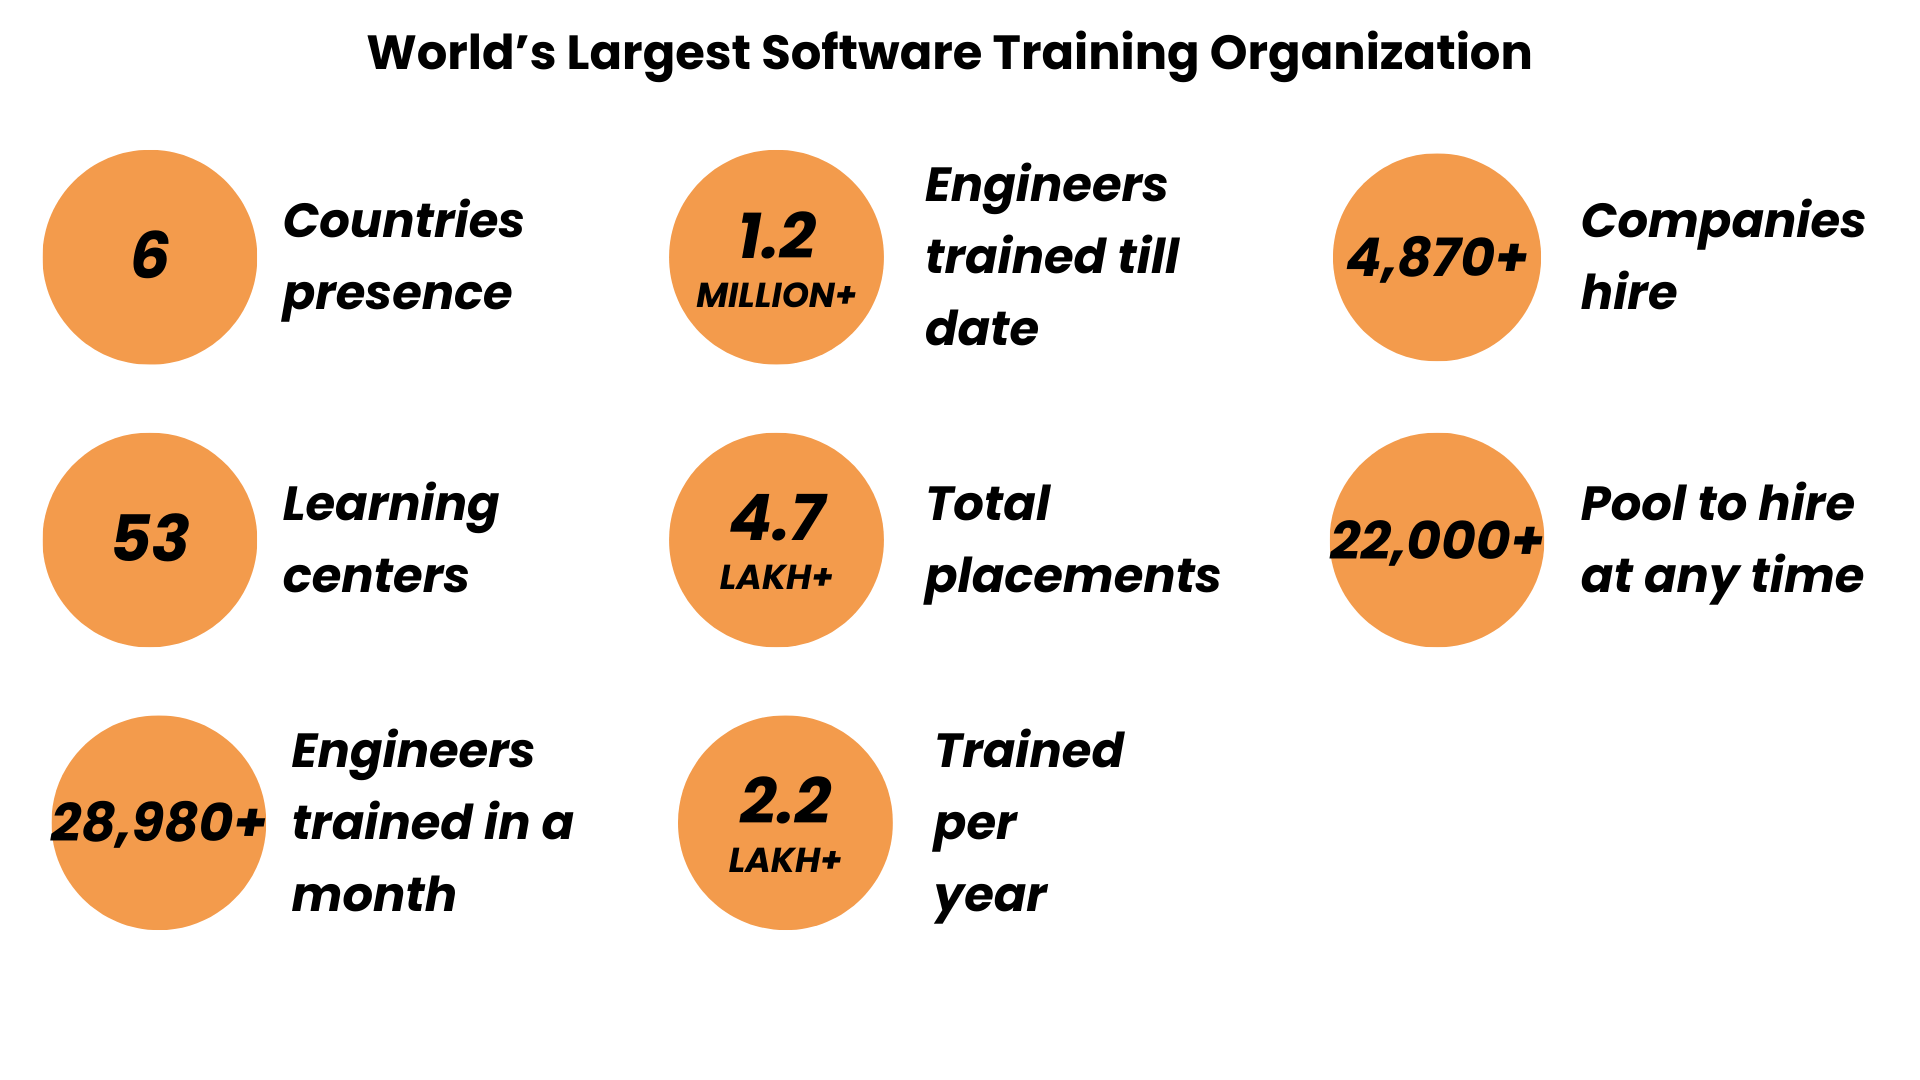 World’s Largest Software Training Organization
6
Countries
presence
1.2
MILLION+
Engineers
trained till
date
4,870+
Companies
hire
53
Learning
centers
4.7
LAKH+
Total
placements
22,000+
Pool to hire
at any time
28,980+
Engineers
trained in a
month
2.2
LAKH+
Trained
per
year